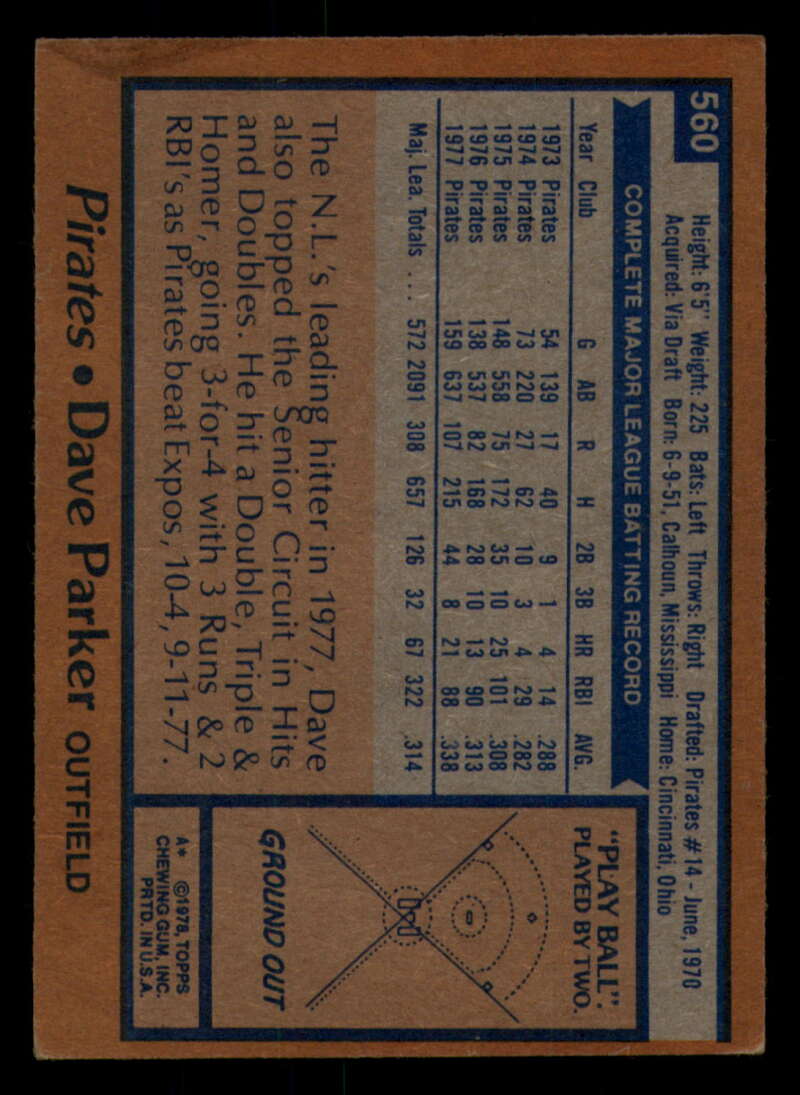 560
Height: 6'5" Weight: 225 Bats: Left Throws: Right Drafted: Pirates #14 - June, 1970
Acquired: Via Draft Born: 6-9-51, Calhoun, Mississippi Home: Cincinnati, Ohio
COMPLETE MAJOR LEAGUE BATTING RECORD
Year Club G AB R H 2B 3B HR RBI AVG.
1973 Pirates 54 139 17 40 9 1 4 14 .288
1974 Pirates 73 220 27 62 10 3 4 29 .282
1975 Pirates 148 558 75 172 35 10 25 101 .308
1976 Pirates 138 537 82 168 28 10 13 90 .313
1977 Pirates 159 637 107 215 44 8 21 88 .338
Maj. Lea. Totals ... 572 2091 308 657 126 32 67 322 .314
The N.L.'s leading hitter in 1977, Dave
also topped the Senior Circuit in Hits
and Doubles. He hit a Double, Triple &
Homer, going 3-for-4 with 3 Runs & 2
RBI's as Pirates beat Expos, 10-4, 9-11-77.
"PLAY BALL".
PLAYED BY TWO.
GROUND OUT
A* ©1978, TOPPS
CHEWING GUM, INC.
PRTD. IN U.S.A.
Pirates • Dave Parker OUTFIELD